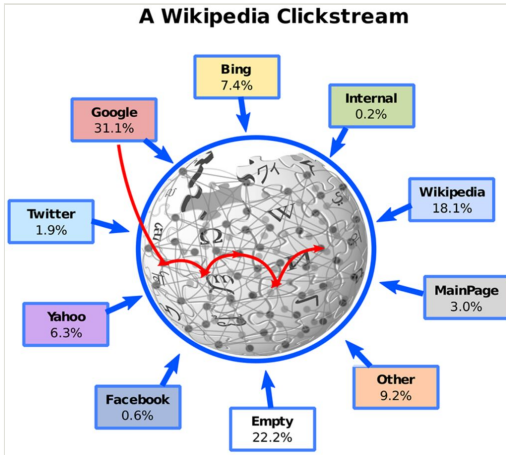 A Wikipedia Clickstream
Bing
7.4%
Google
31.1%
Internal
0.2%
Wikipedia
18.1%
Twitter
1.9%
MainPage
3.0%
Yahoo
6.3%
Other
9.2%
Facebook
0.6%
Empty
22.2%
W
Ω